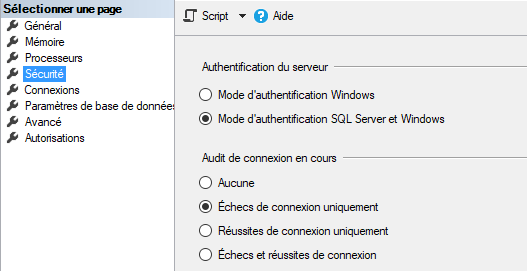 Sélectionner une page
Général
Mémoire
Processeurs
Sécurité
Connexions
Paramètres de base de données
Avancé
Autorisations
Script
Aide
Authentification du serveur
Mode d'authentification Windows
Mode d'authentification SQL Server et Windows
Audit de connexion en cours
Aucune
Échecs de connexion uniquement
Réussites de connexion uniquement
Échecs et réussites de connexion